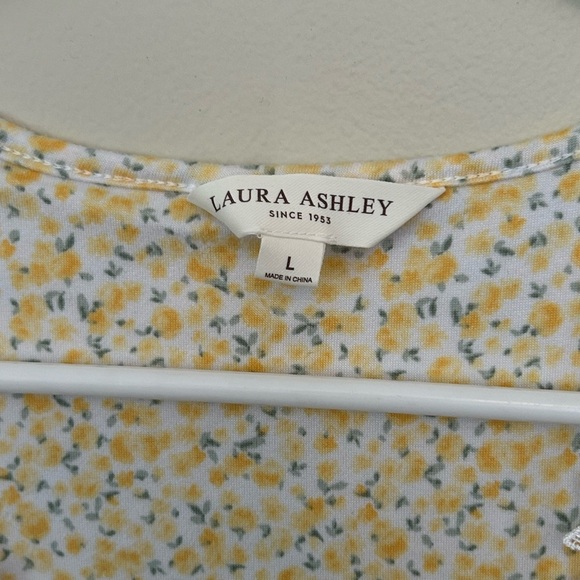 LAURA ASHLEY
SINCE 1953
L
MADE IN CHINA